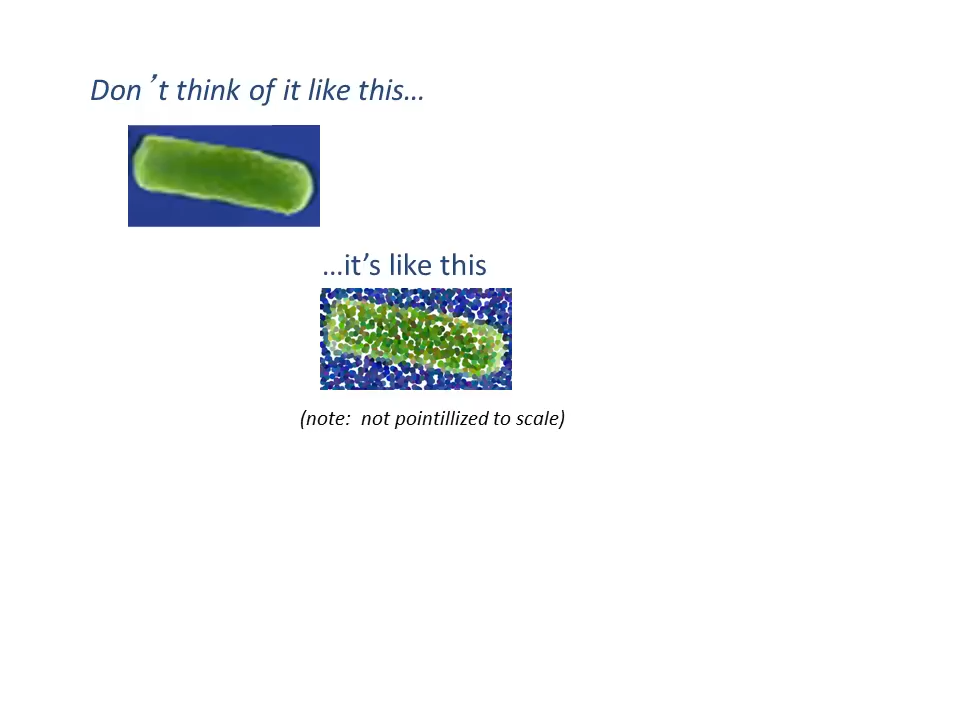 Don’t think of it like this…
…it’s like this
(note:  not pointillized to scale)